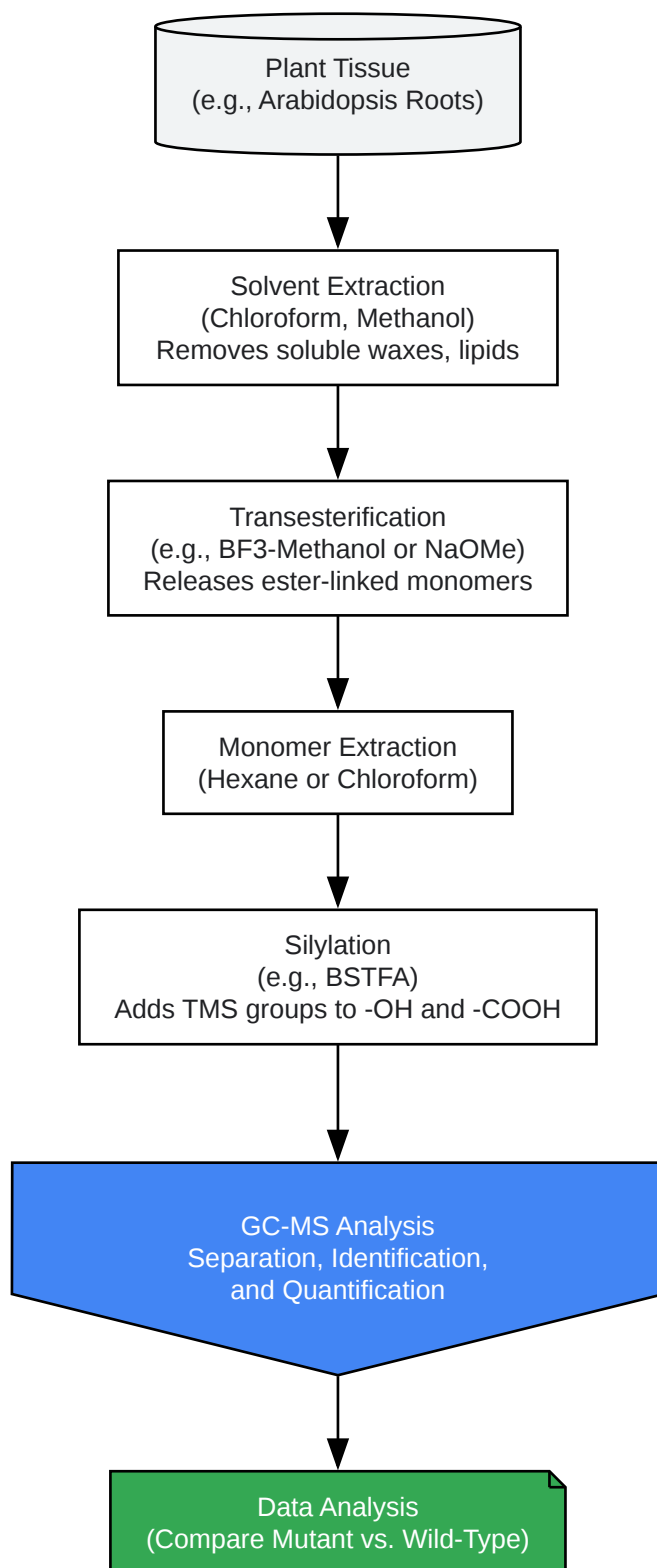 Plant Tissue
(e.g., Arabidopsis Roots)
Solvent Extraction
(Chloroform, Methanol)
Removes soluble waxes, lipids
Transesterification
(e.g., BF3-Methanol or NaOMe)
Releases ester-linked monomers
Monomer Extraction
(Hexane or Chloroform)
Silylation
(e.g., BSTFA)
Adds TMS groups to -OH and -COOH
GC-MS Analysis
Separation, Identification,
and Quantification
Data Analysis
(Compare Mutant vs. Wild-Type)